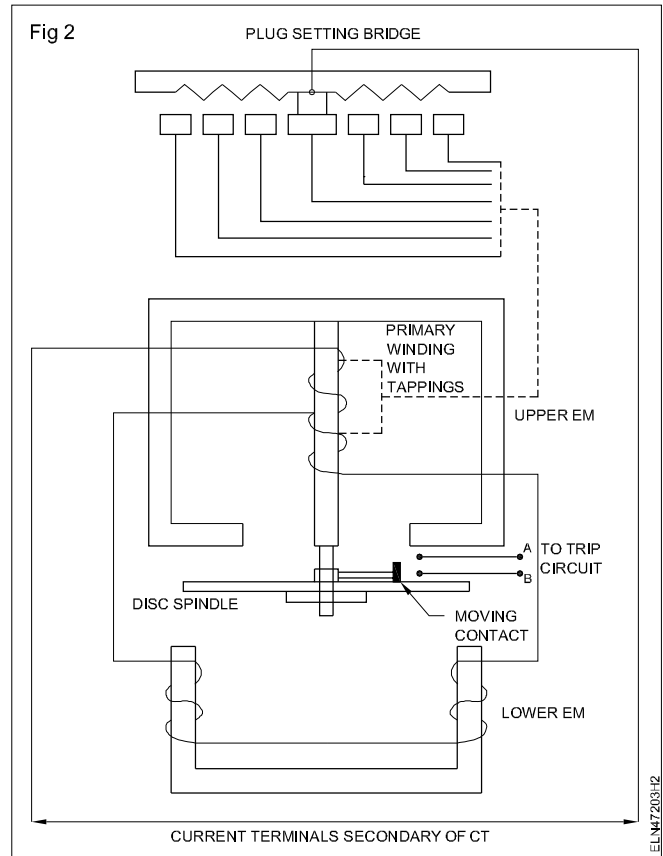 Fig 2
PLUG SETTING BRIDGE
PRIMARY
WINDING
WITH
TAPPINGS
UPPER EM
A
TO TRIP
CIRCUIT
B
DISC SPINDLE
MOVING
CONTACT
LOWER EM
CURRENT TERMINALS SECONDARY OF CT
ELN47203H2